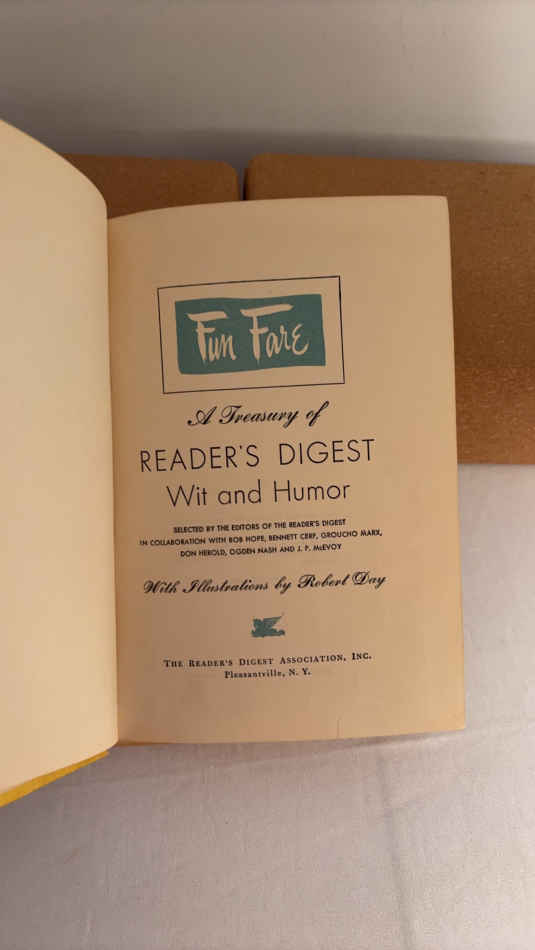 Fun Fare
A Treasury of
READER'S DIGEST
Wit and Humor
SELECTED BY THE EDITORS OF THE READER'S DIGEST
IN COLLABORATION WITH BOB HOPE, BENNETT CERF, GROUCHO MARX,
DON HEROLD, OGDEN NASH AND J. P. McEVOY
With Illustrations by Robert Day
THE READER'S DIGEST ASSOCIATION, INC.
Pleasantville, N. Y.